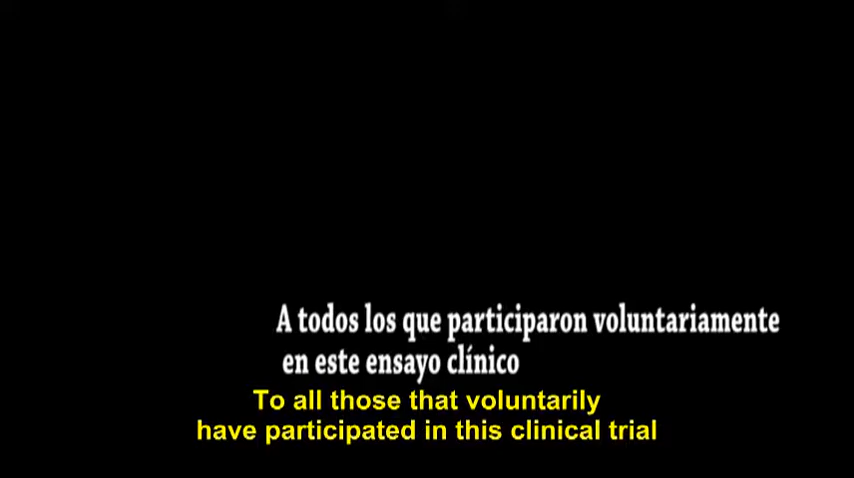 A todos los que participaron voluntariamente
en este ensayo clínico
To all those that voluntarily
have participated in this clinical trial